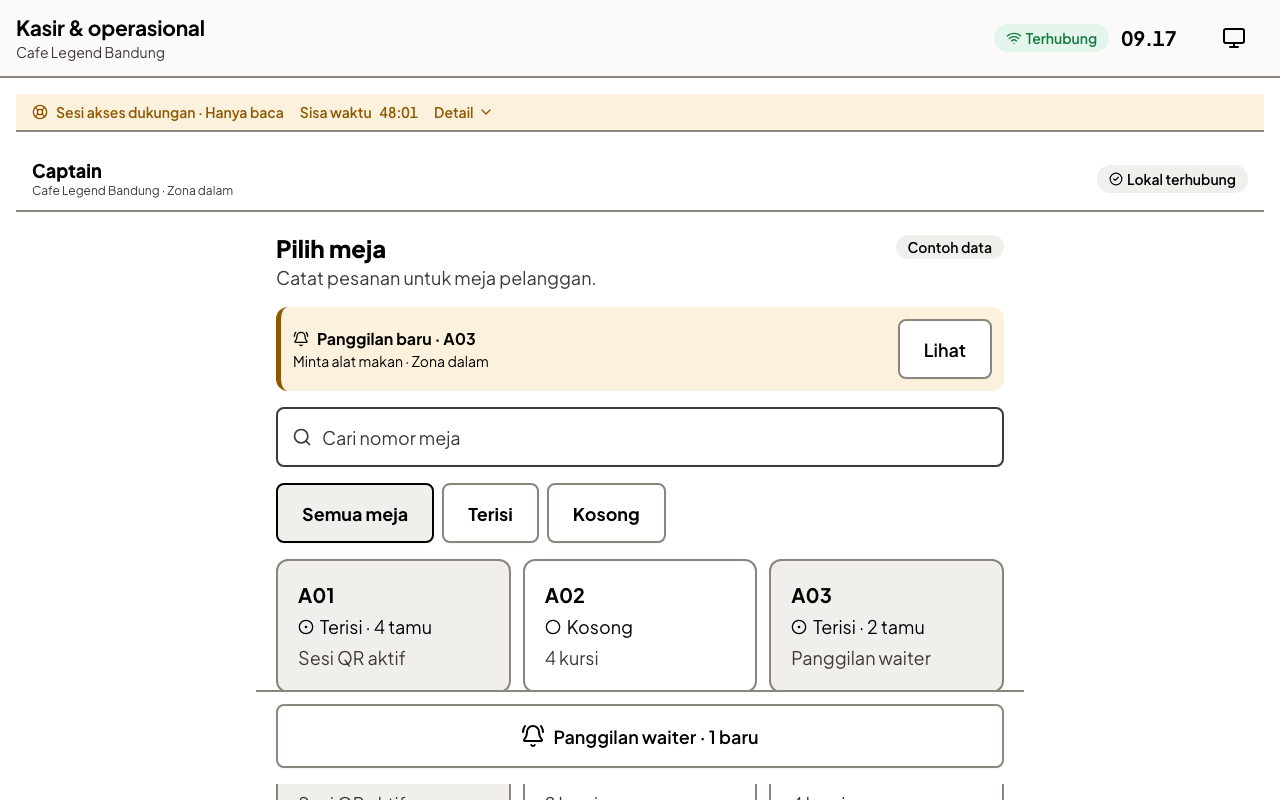 Kasir & operasional
Cafe Legend Bandung
Terhubung
09.17
Sesi akses dukungan · Hanya baca
Sisa waktu 48:01
Detail
Captain
Cafe Legend Bandung · Zona dalam
Lokal terhubung
Pilih meja
Contoh data
Catat pesanan untuk meja pelanggan.
Panggilan baru · A03
Minta alat makan · Zona dalam
Lihat
Cari nomor meja
Semua meja
Terisi
Kosong
A01
Terisi · 4 tamu
Sesi QR aktif
A02
Kosong
4 kursi
A03
Terisi · 2 tamu
Panggilan waiter
Panggilan waiter · 1 baru